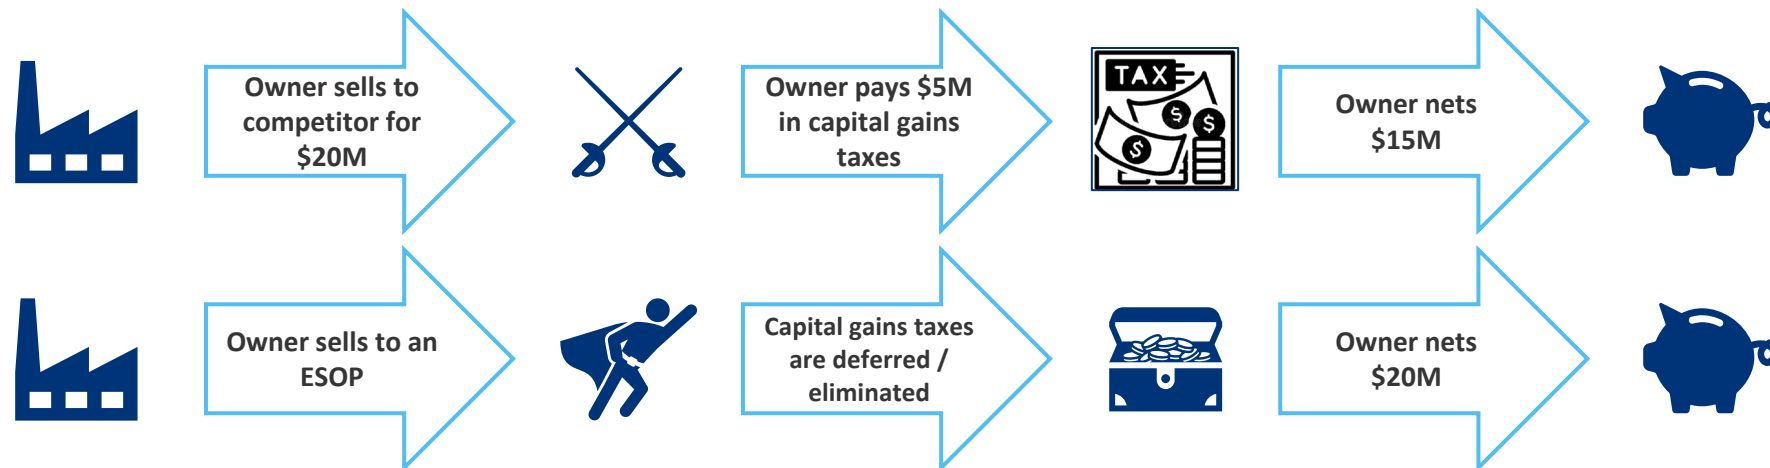 Owner sells to
competitor for
$20M
Owner pays $5M
in capital gains
taxes
TAX
$
$
$
Owner nets
$15M
Owner sells to an
ESOP
Capital gains taxes
are deferred /
eliminated
Owner nets
$20M